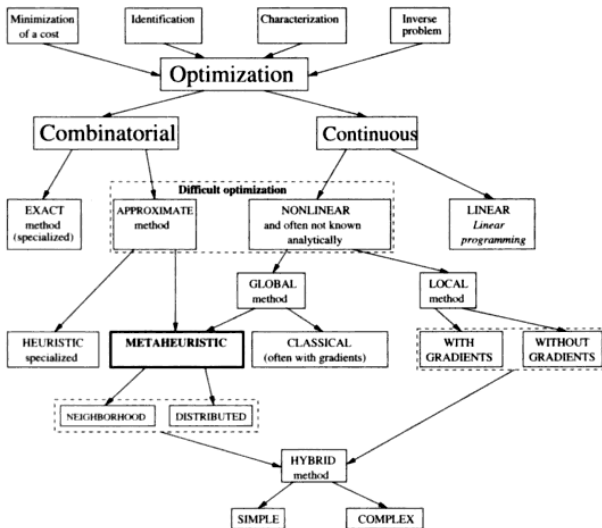 Minimization
of a cost
Identification
Characterization
Inverse
problem
Optimization
Combinatorial
Continuous
Difficult optimization
EXACT
method
(specialized)
APPROXIMATE
method
NONLINEAR
and often not known
analytically
LINEAR
Linear
programming
GLOBAL
method
LOCAL
method
HEURISTIC
specialized
METAHEURISTIC
CLASSICAL
(often with gradients)
WITH
GRADIENTS
WITHOUT
GRADIENTS
NEIGHBORHOOD
DISTRIBUTED
HYBRID
method
SIMPLE
COMPLEX